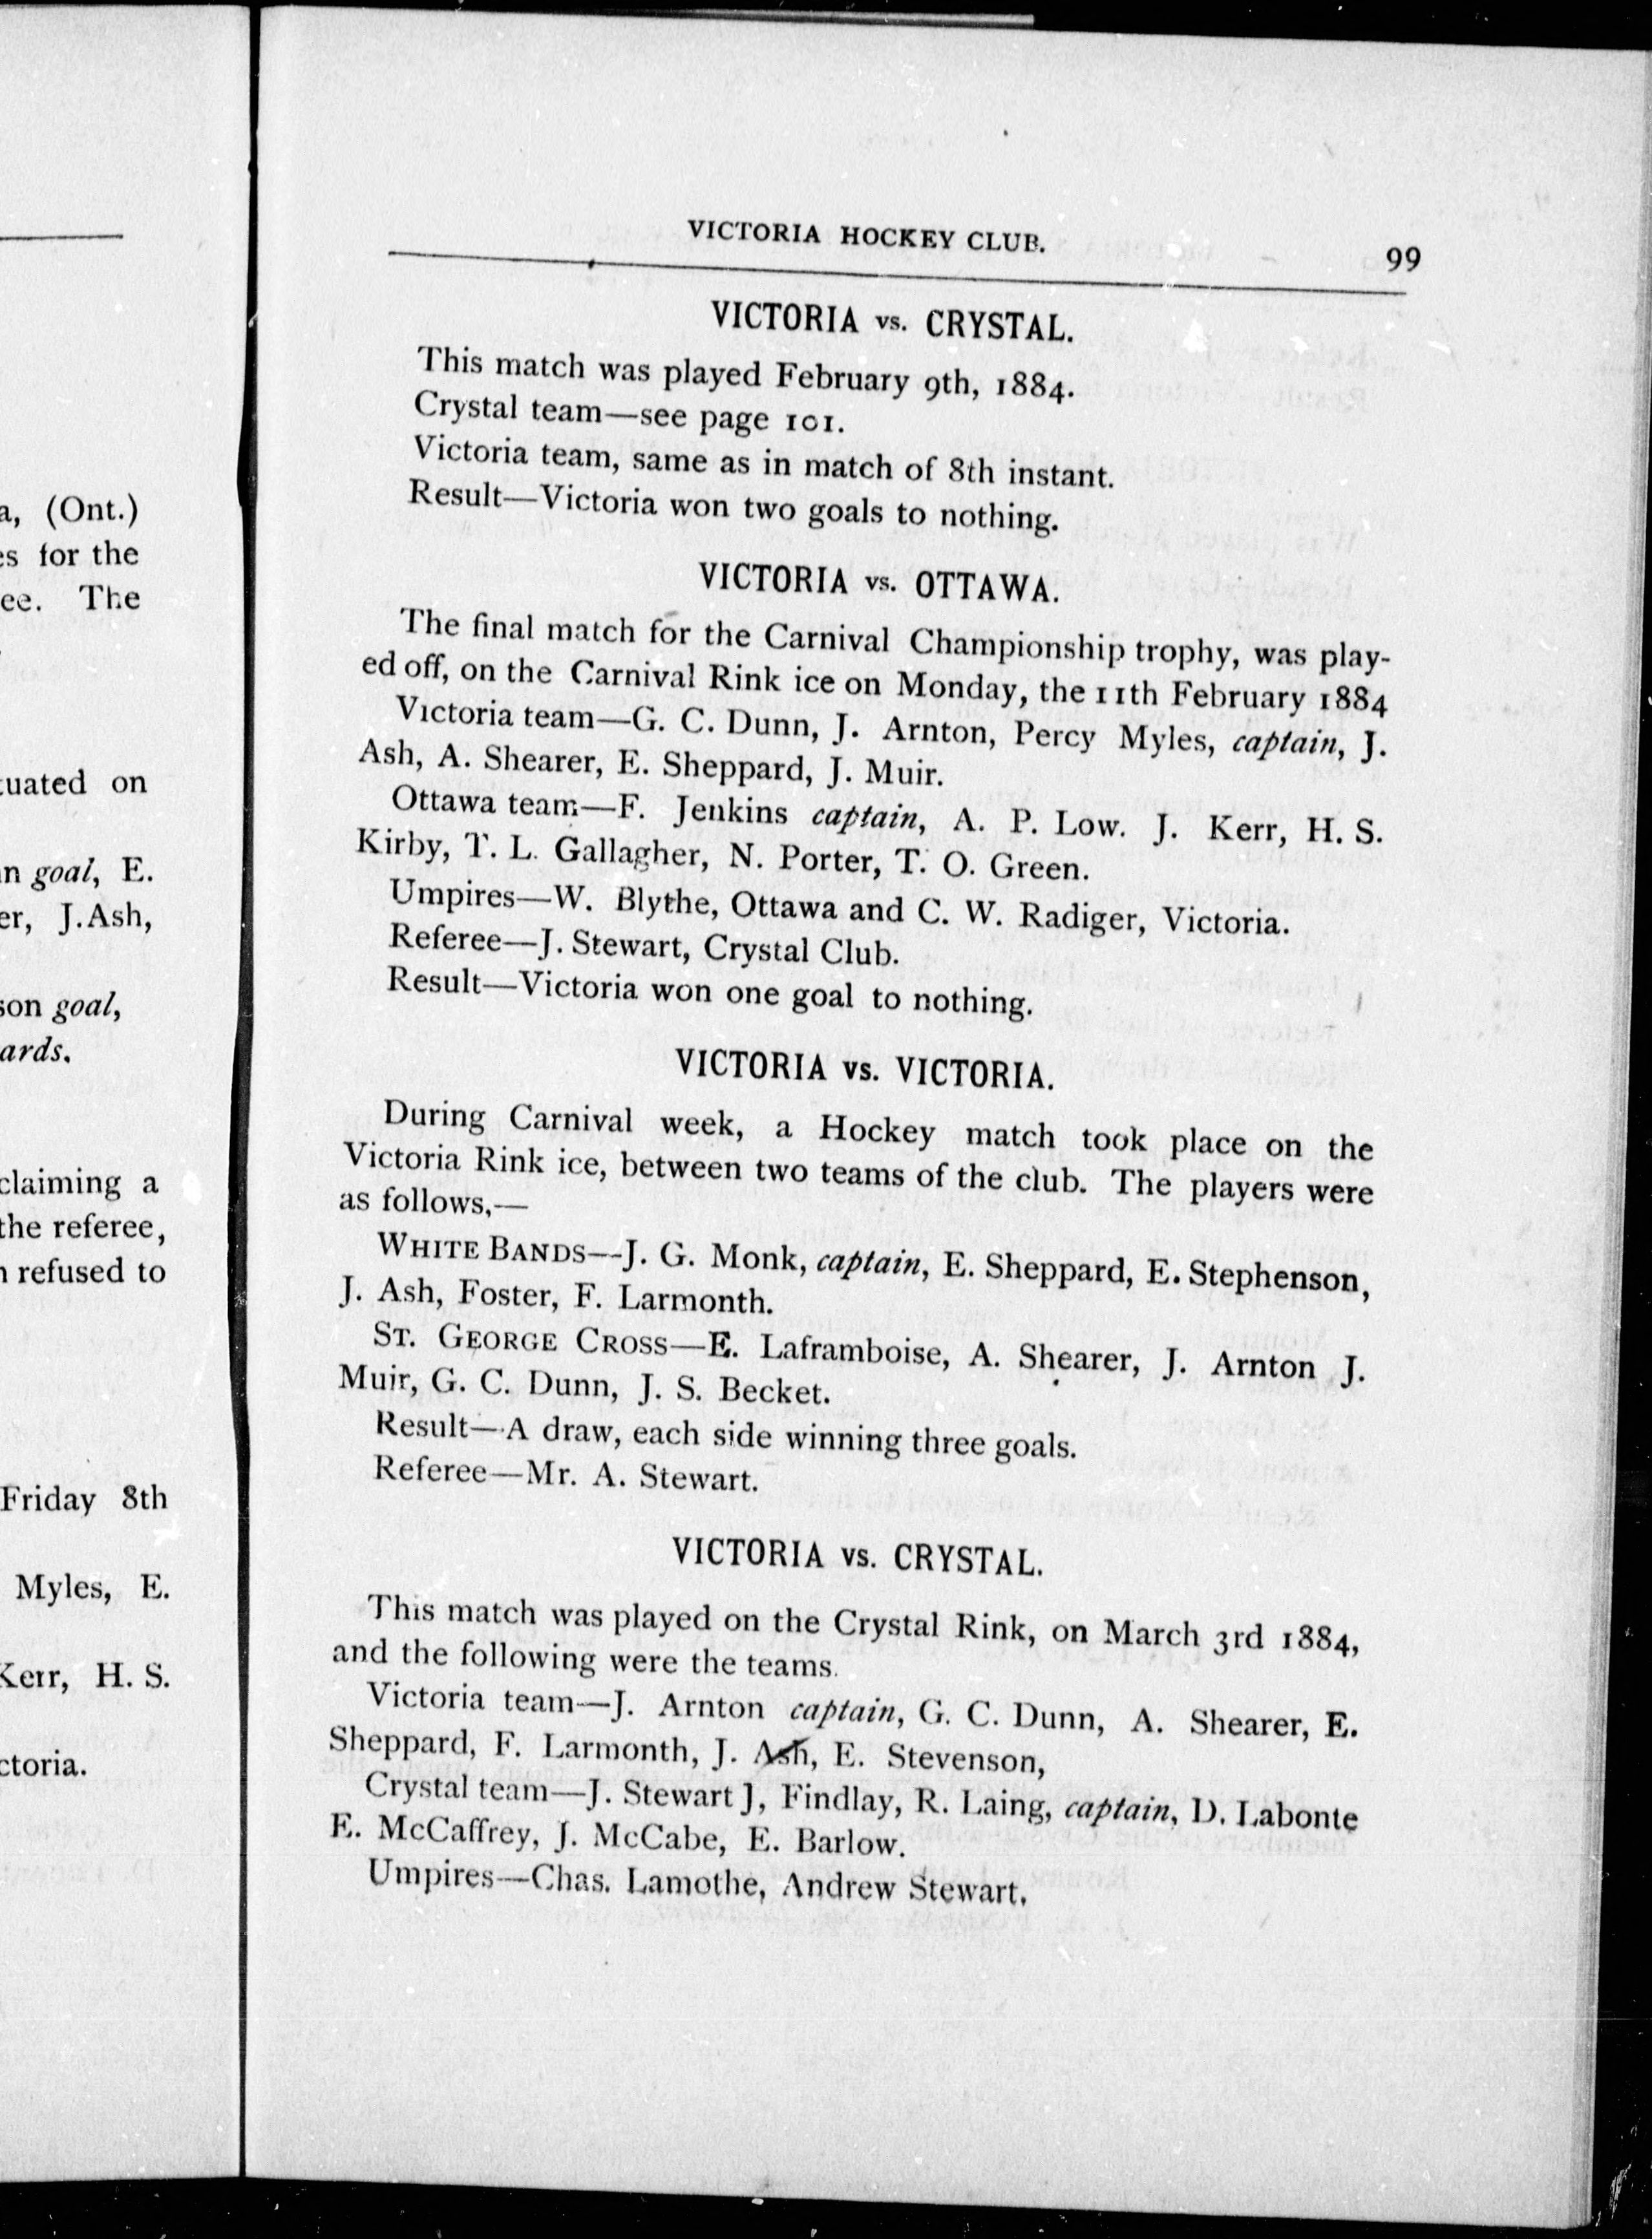 a, (Ont.)
es for the
ee. The
tuated on
n goal, E.
er, J.Ash,
son goal,
ards.
claiming a
the referee,
refused to
Friday 8th
Myles, E.
Kerr, H. S.
ctoria.
VICTORIA HOCKEY CLUB.
99
VICTORIA vs. CRYSTAL.
This match was played February 9th, 1884.
Crystal team—see page 101.
Victoria team, same as in match of 8th instant.
Result—Victoria won two goals to nothing.
VICTORIA vs. OTTAWA.
The final match for the Carnival Championship trophy, was play-
ed off, on the Carnival Rink ice on Monday, the 11th February 1884
Victoria team—G. C. Dunn, J. Arnton, Percy Myles, captain, J.
Ash, A. Shearer, E. Sheppard, J. Muir.
Ottawa team—F. Jenkins captain, A. P. Low. J. Kerr, H. S.
Kirby, T. L. Gallagher, N. Porter, T. O. Green.
Umpires—W. Blythe, Ottawa and C. W. Radiger, Victoria.
Referee—J. Stewart, Crystal Club.
Result—Victoria won one goal to nothing.
VICTORIA vs. VICTORIA.
During Carnival week, a Hockey match took place on the
Victoria Rink ice, between two teams of the club. The players were
as follows,—
WHITE BANDS—J. G. Monk, captain, E. Sheppard, E. Stephenson,
J. Ash, Foster, F. Larmonth.
ST. GEORGE CROSS—E. Laframboise, A. Shearer, J. Arnton J.
Muir, G. C. Dunn, J. S. Becket.
Result—A draw, each side winning three goals.
Referee—Mr. A. Stewart.
VICTORIA vs. CRYSTAL.
This match was played on the Crystal Rink, on March 3rd 1884,
and the following were the teams.
Victoria team—J. Arnton captain, G. C. Dunn, A. Shearer, E.
Sheppard, F. Larmonth, J. Ash, E. Stevenson,
Crystal team—J. Stewart J, Findlay, R. Laing, captain, D. Labonte
E. McCaffrey, J. McCabe, E. Barlow.
Umpires—Chas. Lamothe, Andrew Stewart.